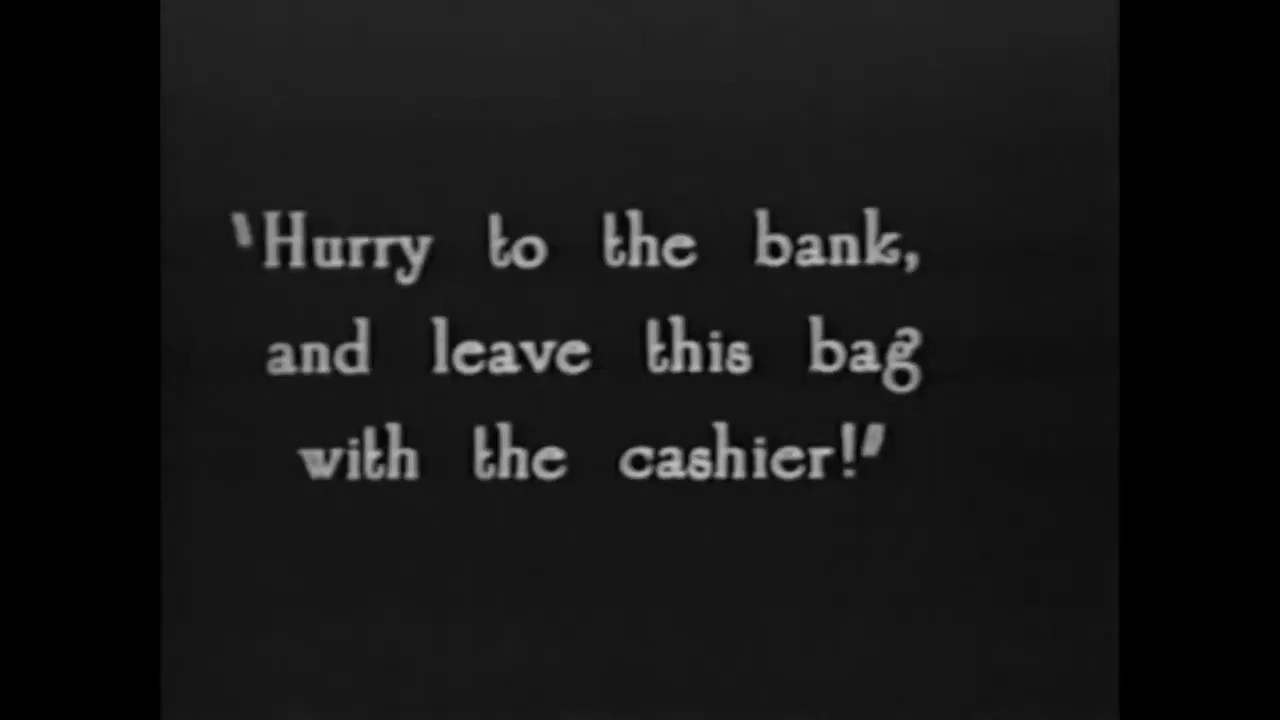 "Hurry to the bank,
and leave this bag
with the cashier!"